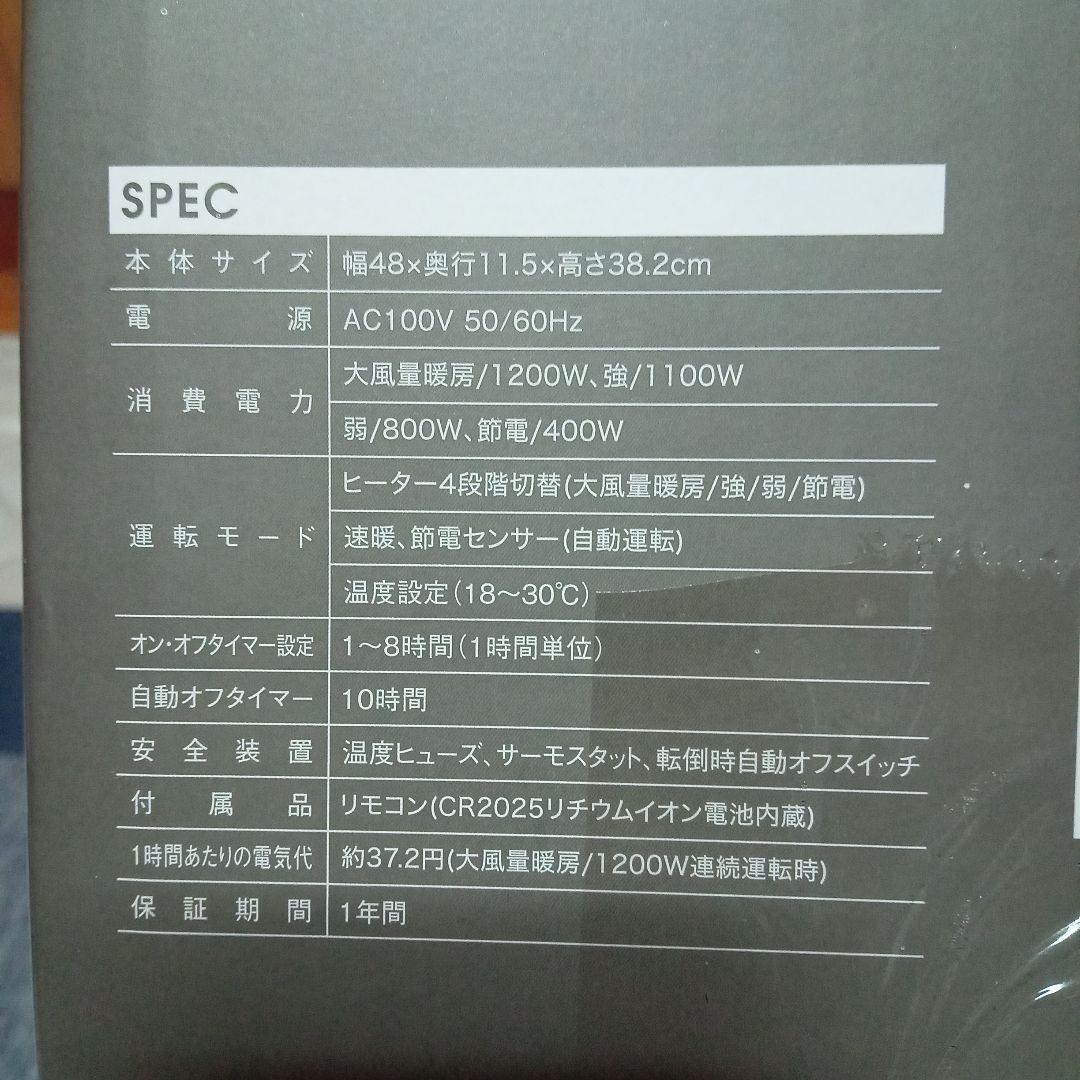 SPEC
本体サイズ 幅48×奥行11.5×高さ38.2cm
電源 AC100V 50/60Hz
消費電力 大風量暖房/1200W、強/1100W
弱/800W、節電/400W
運転モード ヒーター4段階切替(大風量暖房/強/弱/節電)
速暖、節電センサー(自動運転)
温度設定(18～30℃)
オン・オフタイマー設定 1～8時間(1時間単位)
自動オフタイマー 10時間
安全装置 温度ヒューズ、サーモスタット、転倒時自動オフスイッチ
付属品 リモコン(CR2025リチウムイオン電池内蔵)
1時間あたりの電気代 約37.2円(大風量暖房/1200W連続運転時)
保証期間 1年間